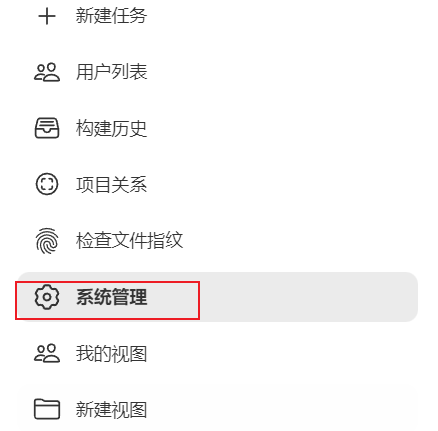 新建任务
用户列表
构建历史
项目关系
检查文件指纹
系统管理
我的视图
新建视图